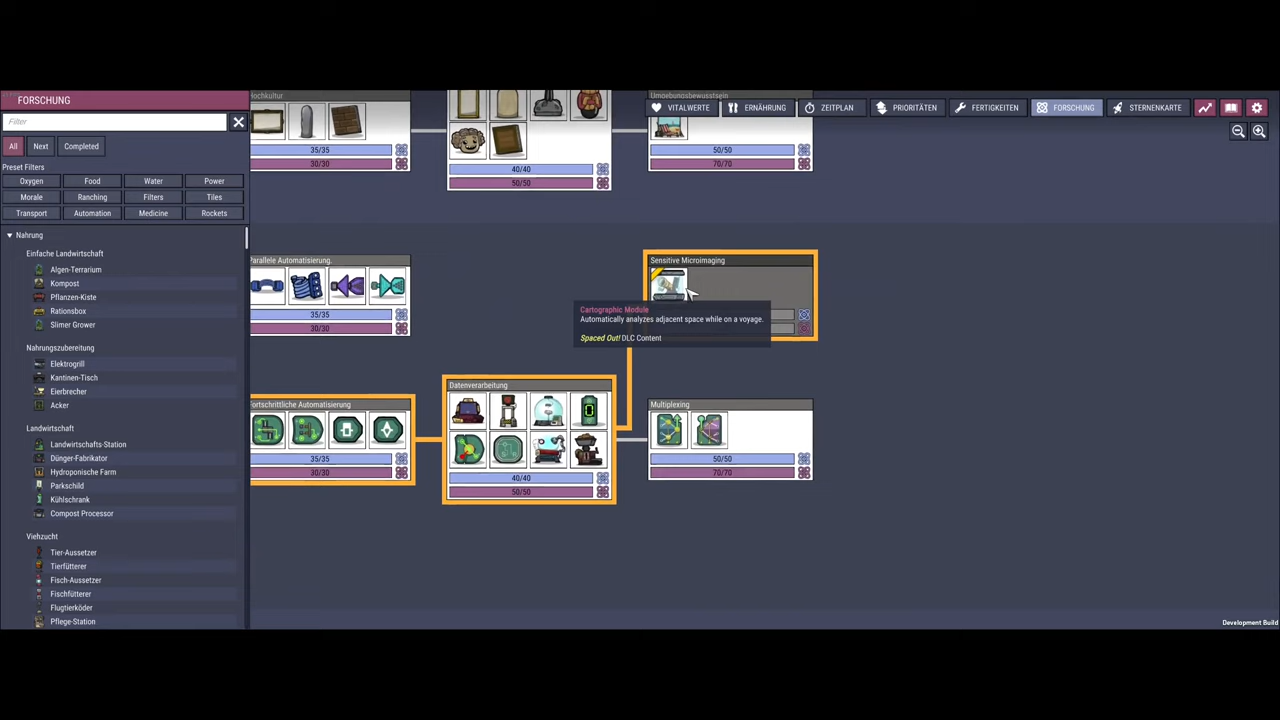 FORSCHUNG
Filter
All Next Completed
Preset Filters
Oxygen Food Water Power
Morale Ranching Filters Tiles
Transport Automation Medicine Rockets
Nahrung
Einfache Landwirtschaft
Algen-Terrarium
Kompost
Pflanzen-Kiste
Rationsbox
Slimer Grower
Nahrungszubereitung
Elektrogrill
Kantinen-Tisch
Eierbrecher
Acker
Landwirtschaft
Landwirtschafts-Station
Dünger-Fabrikator
Hydroponische Farm
Parkschild
Kühlschrank
Compost Processor
Viehzucht
Tier-Aussetzer
Tierfütterer
Fisch-Aussetzer
Fischfütterer
Flugtierköder
Pflege-Station
VITALWERTE ERNÄHRUNG ZEITPLAN PRIORITÄTEN FERTIGKEITEN FORSCHUNG STERNENKARTE
Hochkultur
35/35
30/30
40/40
50/50
Umgebungsbewusstsein
50/50
70/70
Parallele Automatisierung.
35/35
30/30
Sensitive Microimaging
Cartographic Module
Automatically analyzes adjacent space while on a voyage.
Spaced Out! DLC Content
Fortschrittliche Automatisierung
35/35
30/30
Datenverarbeitung
0
40/40
50/50
Multiplexing
50/50
70/70
Development Build